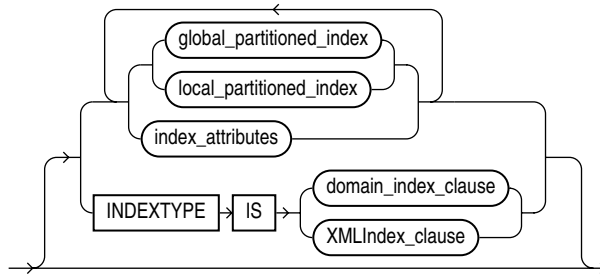 global_partitioned_index
local_partitioned_index
index_attributes
domain_index_clause
INDEXTYPE IS
XMLIndex_clause